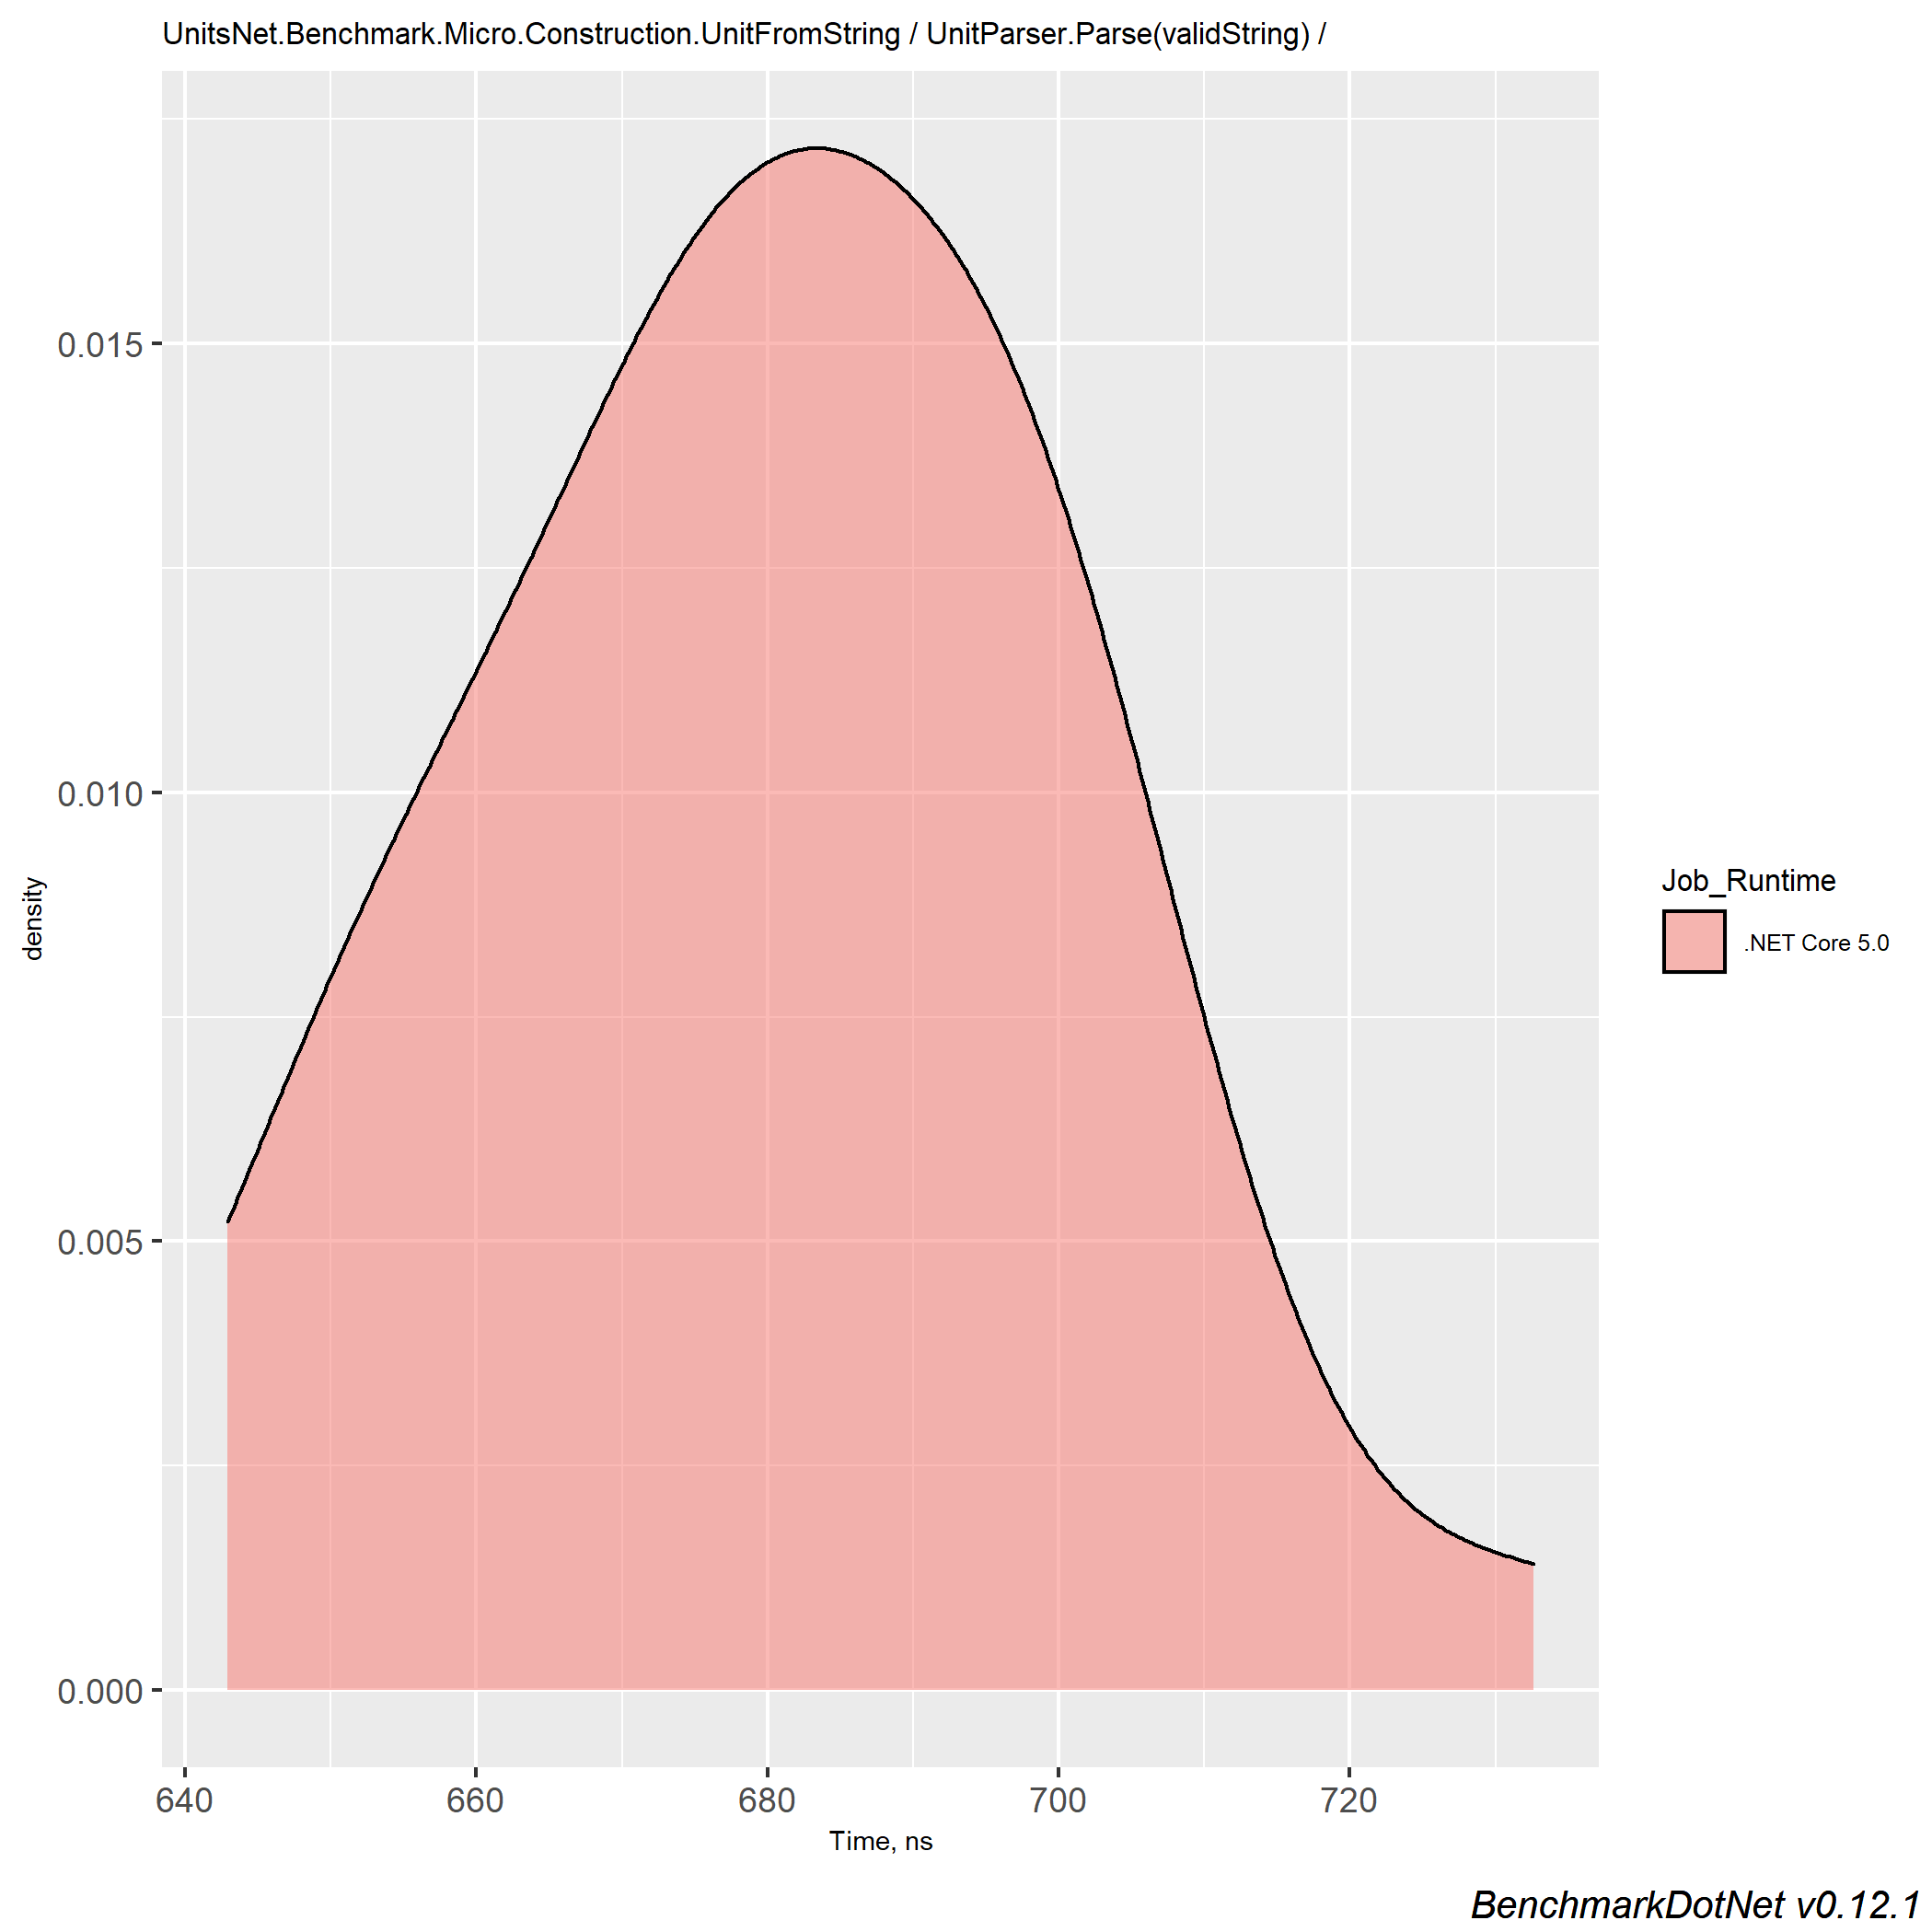 UnitsNet.Benchmark.Micro.Construction.UnitFromString / UnitParser.Parse(validString) /
0.015
0.010
0.005
0.000
density
640 660 680 700 720
Time, ns
Job_Runtime
.NET Core 5.0
BenchmarkDotNet v0.12.1